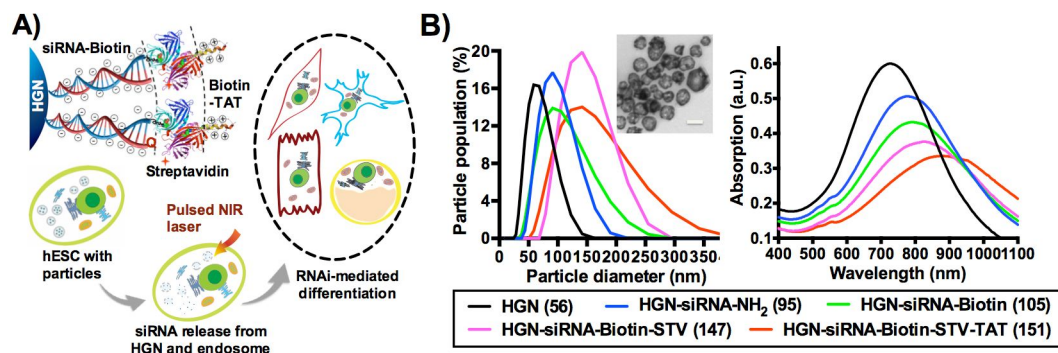 A)
siRNA-Biotin
HGN
Biotin
-TAT
Streptavidin
Pulsed NIR
laser
hESC with
particles
siRNA release from
HGN and endosome
RNAi-mediated
differentiation
B)
Particle population (%)
20
16
12
8
4
0
0 50 100 150 200 250 300 350
Particle diameter (nm)
Absorption (a.u.)
0.6
0.5
0.4
0.3
0.2
0.1
400 500 600 700 800 900 1000 1100
Wavelength (nm)
HGN (56) HGN-siRNA-NH₂ (95) HGN-siRNA-Biotin (105)
HGN-siRNA-Biotin-STV (147) HGN-siRNA-Biotin-STV-TAT (151)